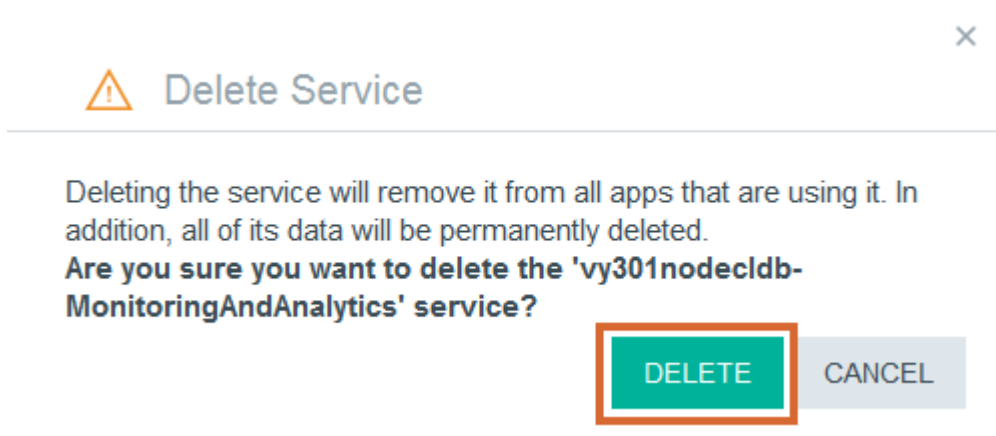 Delete Service
Deleting the service will remove it from all apps that are using it. In
addition, all of its data will be permanently deleted.
Are you sure you want to delete the 'vy301nodecldb-
MonitoringAndAnalytics' service?
DELETE CANCEL